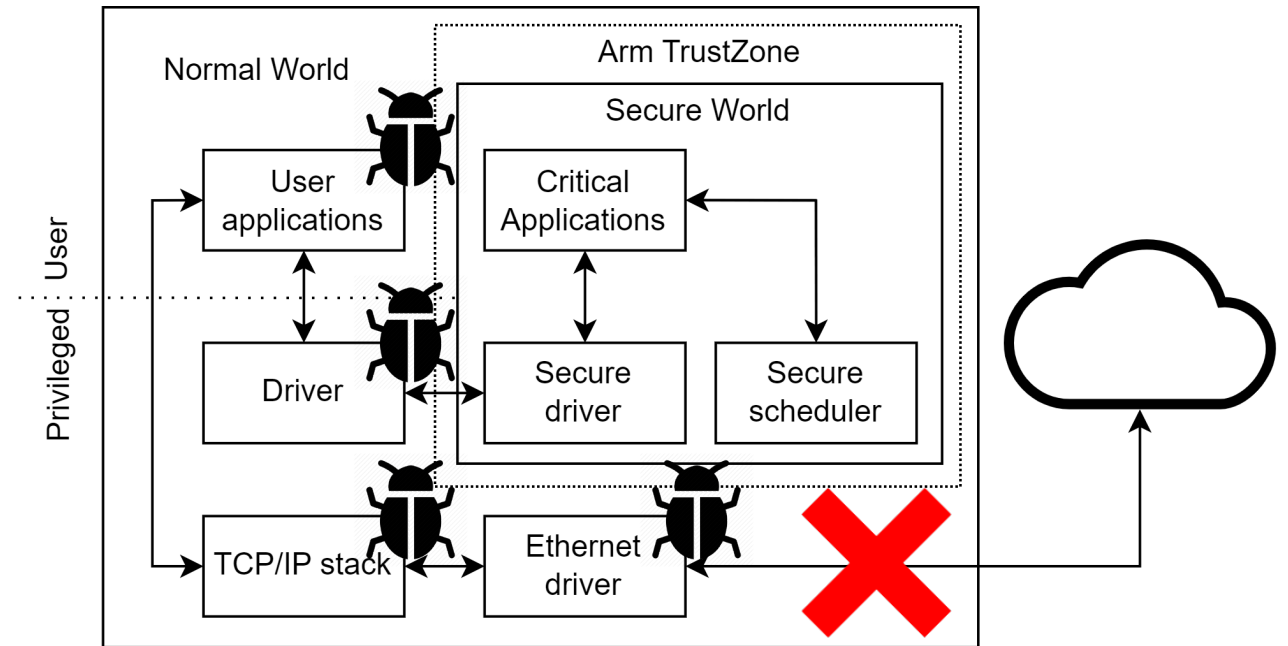 Arm TrustZone
Normal World
Secure World
User
applications
Critical
Applications
User
Privileged
Driver
Secure
driver
Secure
scheduler
TCP/IP stack
Ethernet
driver